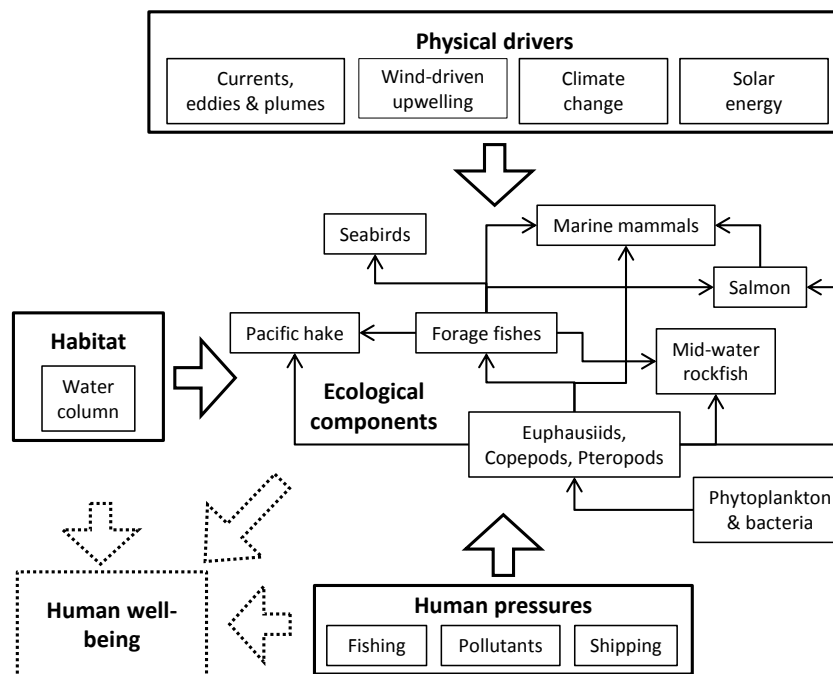 Physical drivers
Currents,
eddies & plumes
Wind-driven
upwelling
Climate
change
Solar
energy
Seabirds
Marine mammals
Salmon
Habitat
Water
column
Pacific hake
Forage fishes
Mid-water
rockfish
Ecological
components
Euphausiids,
Copepods, Pteropods
Phytoplankton
& bacteria
Human well-
being
Human pressures
Fishing
Pollutants
Shipping